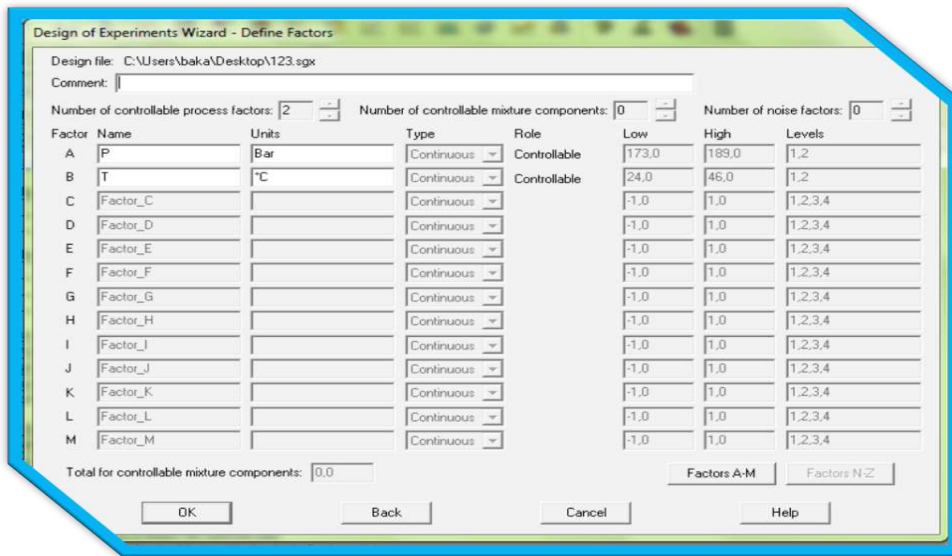 Design of Experiments Wizard - Define Factors
Design file: C:\Users\baka\Desktop\123.sgx
Comment:
Number of controllable process factors: 2 Number of controllable mixture components: 0 Number of noise factors: 0
Factor Name Units Type Role Low High Levels
A P Bar Continuous Controllable 173,0 189,0 1,2
B T °C Continuous Controllable 24,0 46,0 1,2
C Factor_C Continuous -1,0 1,0 1,2,3,4
D Factor_D Continuous -1,0 1,0 1,2,3,4
E Factor_E Continuous -1,0 1,0 1,2,3,4
F Factor_F Continuous -1,0 1,0 1,2,3,4
G Factor_G Continuous -1,0 1,0 1,2,3,4
H Factor_H Continuous -1,0 1,0 1,2,3,4
I Factor_I Continuous -1,0 1,0 1,2,3,4
J Factor_J Continuous -1,0 1,0 1,2,3,4
K Factor_K Continuous -1,0 1,0 1,2,3,4
L Factor_L Continuous -1,0 1,0 1,2,3,4
M Factor_M Continuous -1,0 1,0 1,2,3,4
Total for controllable mixture components: 0,0 Factors A-M Factors N-Z
OK Back Cancel Help